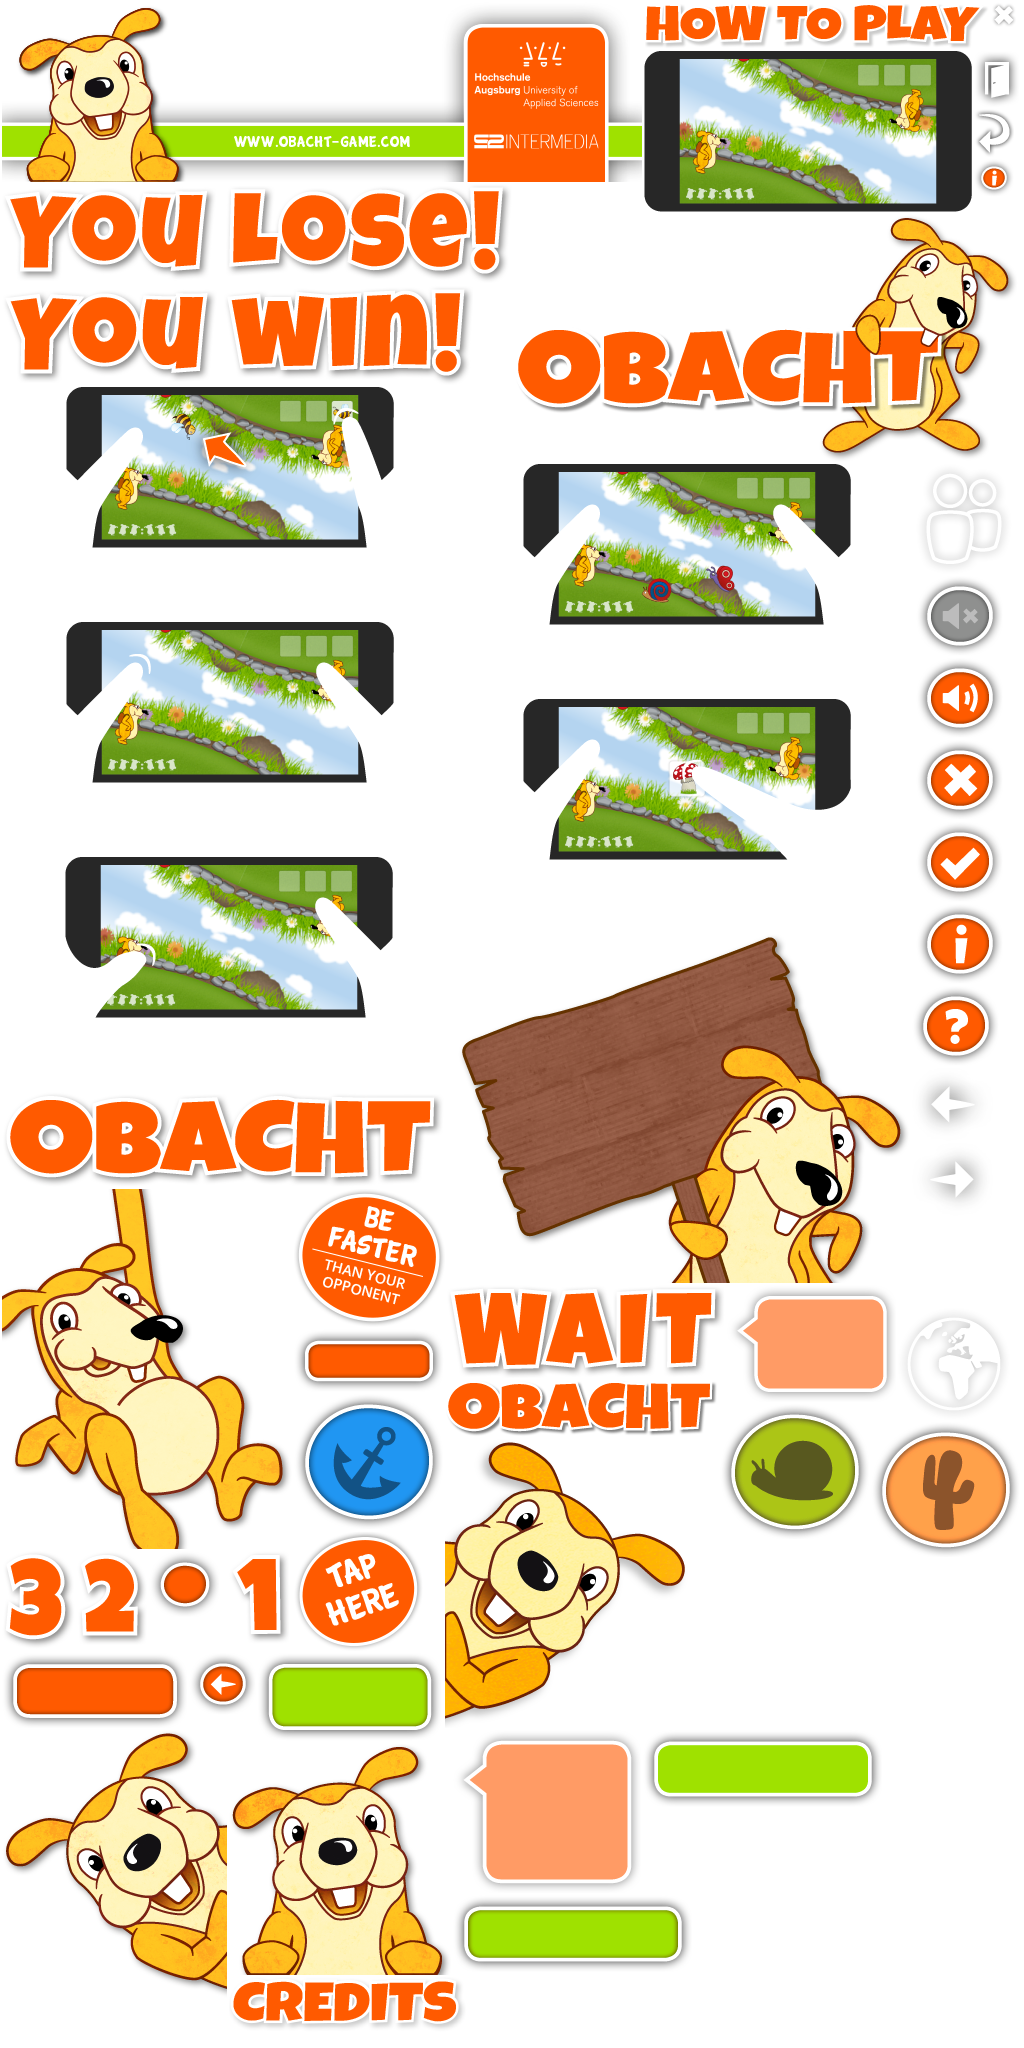 HOW TO PLAY
Hochschule
Augsburg University of
Applied Sciences
WWW.OBACHT-GAME.COM
INTERMEDIA
YOU LOSE!
YOU WIN!
OBACHT
OBACHT
BE
FASTER
THAN YOUR
OPPONENT
WAIT
OBACHT
3 2 1
TAP
HERE
CREDITS